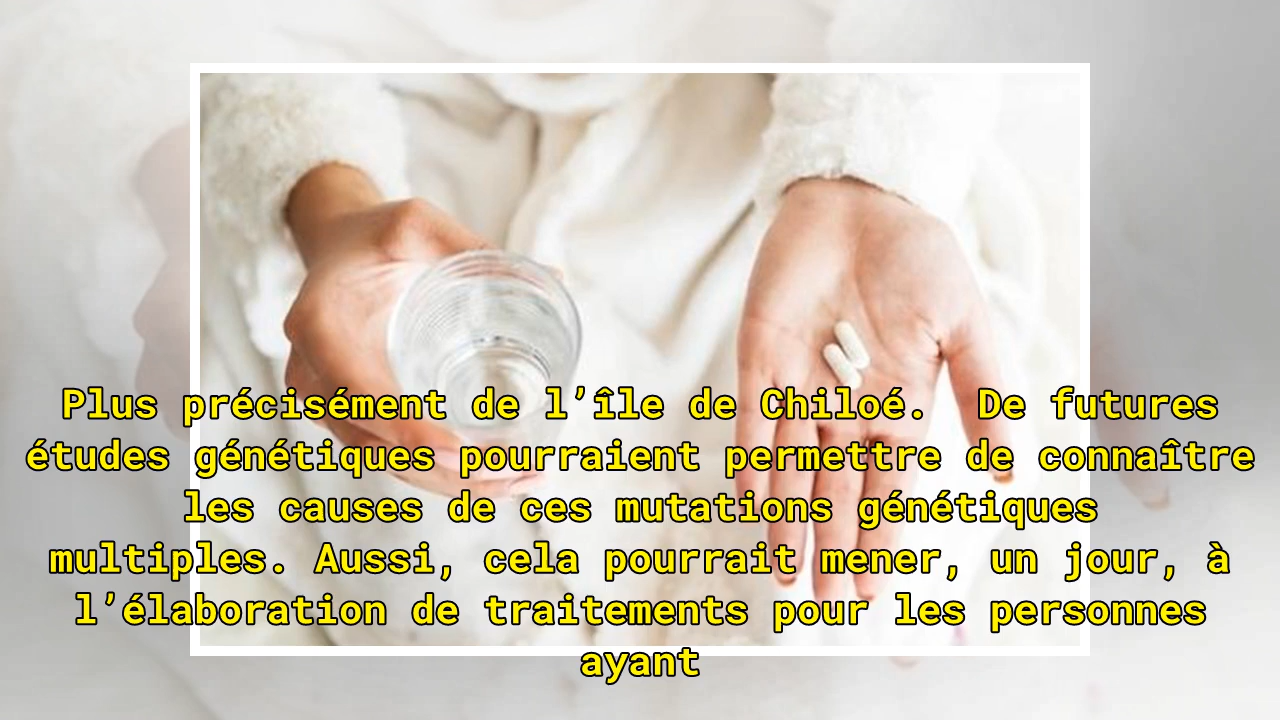 Plus précisément de l’île de Chiloé.  De futures
études génétiques pourraient permettre de connaître
les causes de ces mutations génétiques
multiples. Aussi, cela pourrait mener, un jour, à
l’élaboration de traitements pour les personnes
ayant